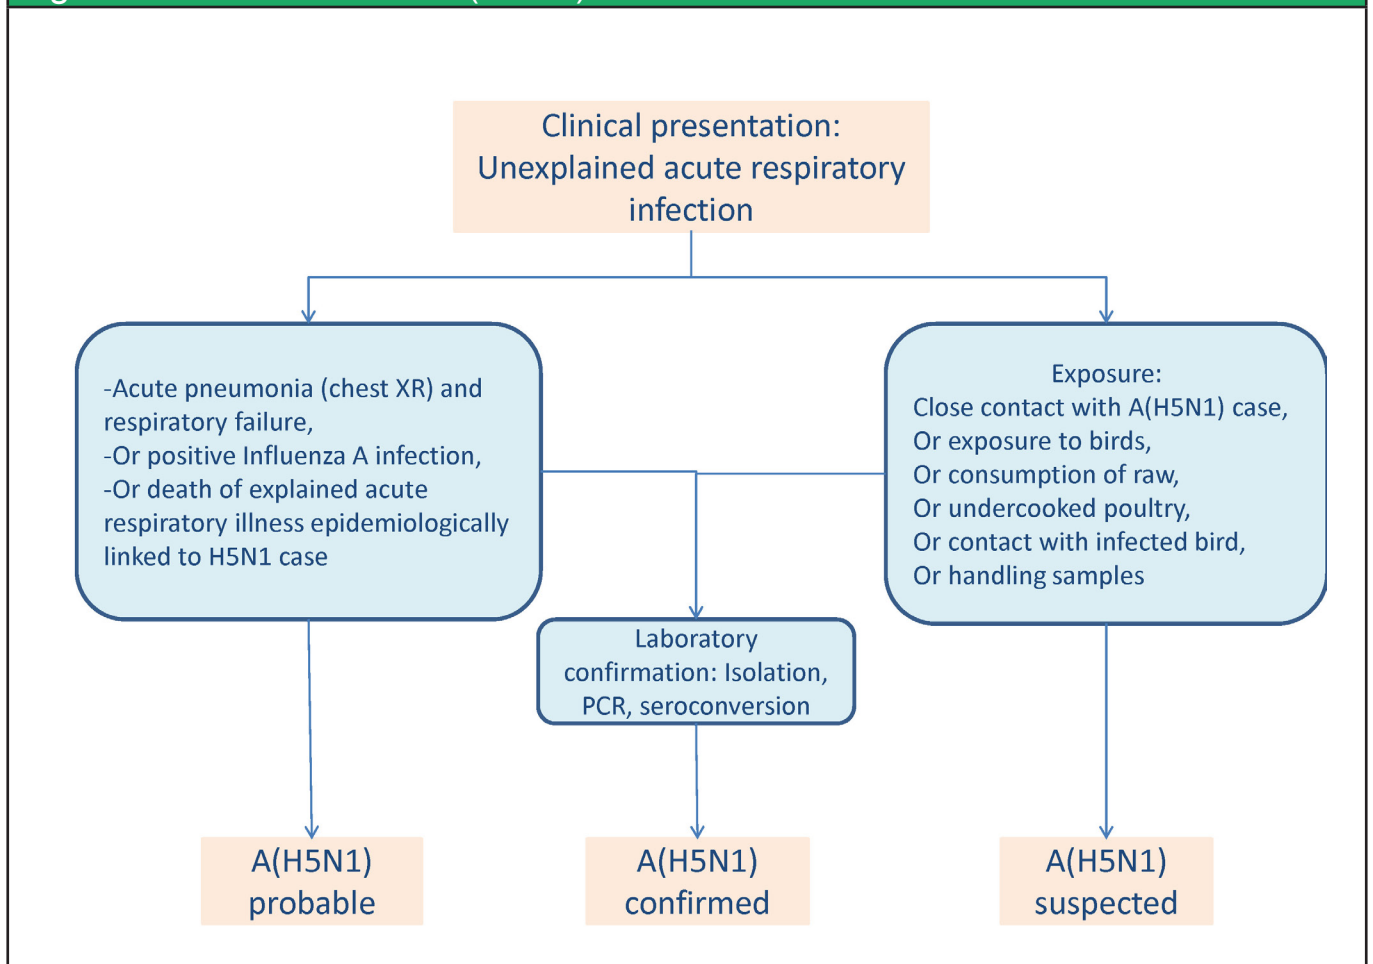 Clinical presentation:
Unexplained acute respiratory
infection
-Acute pneumonia (chest XR) and
respiratory failure,
-Or positive Influenza A infection,
-Or death of explained acute
respiratory illness epidemiologically
linked to H5N1 case
Exposure:
Close contact with A(H5N1) case,
Or exposure to birds,
Or consumption of raw,
Or undercooked poultry,
Or contact with infected bird,
Or handling samples
Laboratory
confirmation: Isolation,
PCR, seroconversion
A(H5N1)
probable
A(H5N1)
confirmed
A(H5N1)
suspected